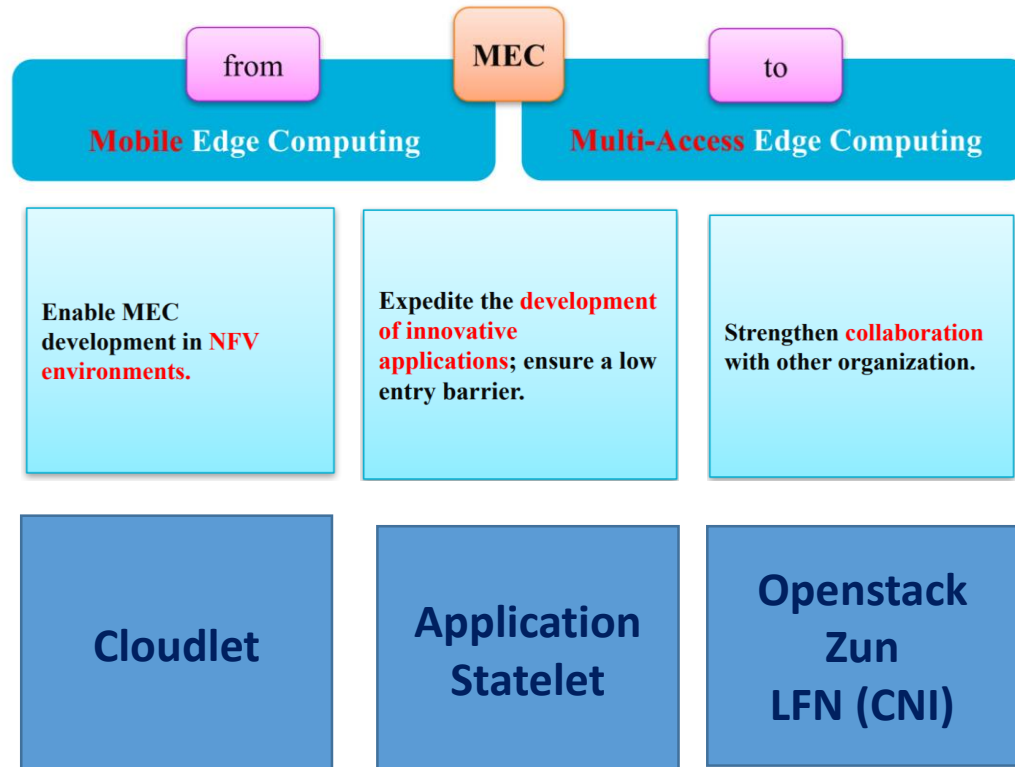 from
MEC
to
Mobile Edge Computing
Multi-Access Edge Computing
Enable MEC
development in NFV
environments.
Expedite the development
of innovative
applications; ensure a low
entry barrier.
Strengthen collaboration
with other organization.
Cloudlet
Application
Statelet
Openstack
Zun
LFN (CNI)